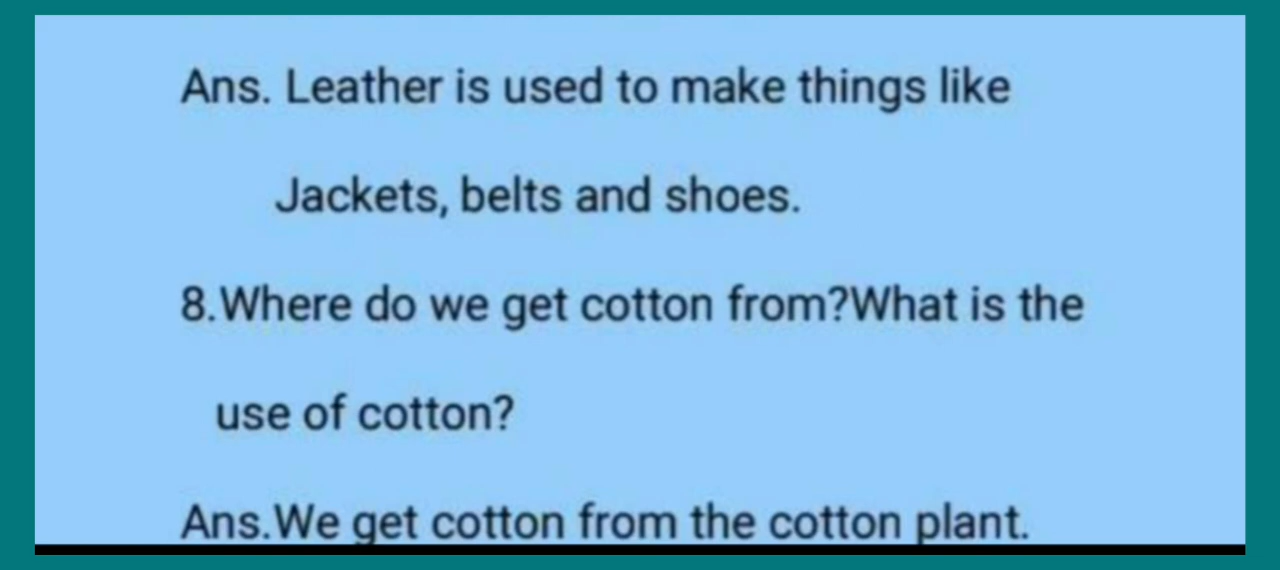 Ans. Leather is used to make things like
Jackets, belts and shoes.
8.Where do we get cotton from?What is the
use of cotton?
Ans.We get cotton from the cotton plant.